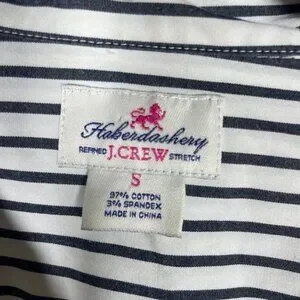 Haberdashery
REFINED J.CREW STRETCH
S
97% COTTON
3% SPANDEX
MADE IN CHINA